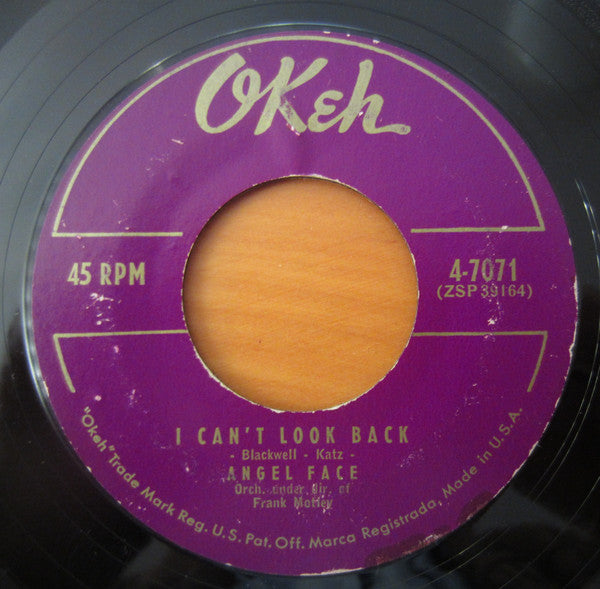 OKeh
45 RPM
4-7071
(ZSP 39164)
I CAN'T LOOK BACK
- Blackwell - Katz -
ANGEL FACE
Orch. under dir. of
Frank Motley
"Okeh" Trade Mark Reg. U.S. Pat. Off. Marca Registrada, Made in U.S.A.